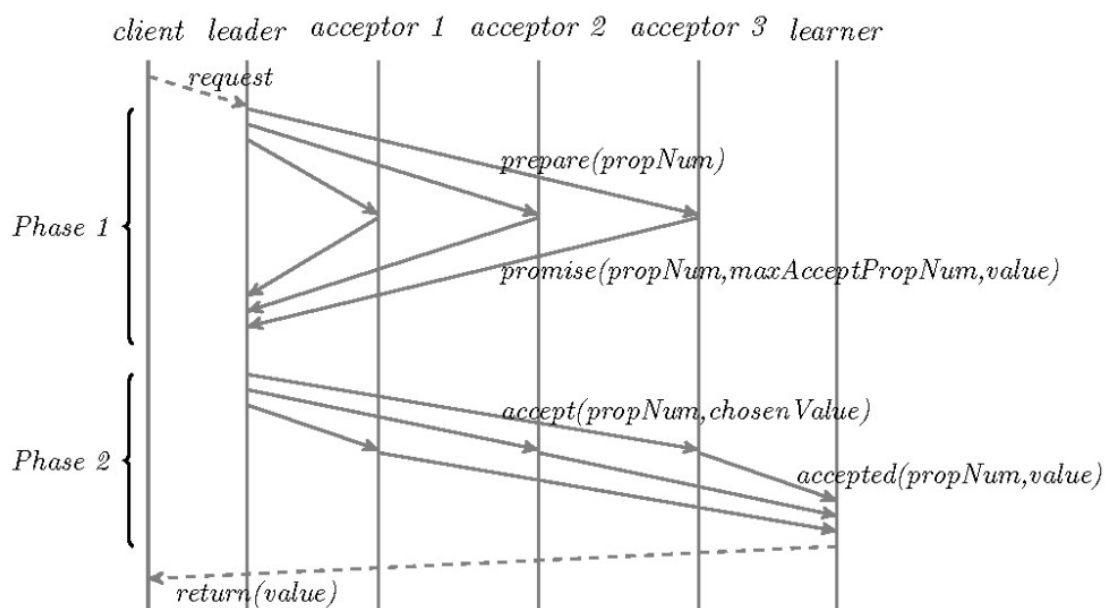 client leader acceptor 1 acceptor 2 acceptor 3 learner
request
prepare(propNum)
Phase 1
promise(propNum,maxAcceptPropNum,value)
accept(propNum,chosenValue)
Phase 2
accepted(propNum,value)
return(value)